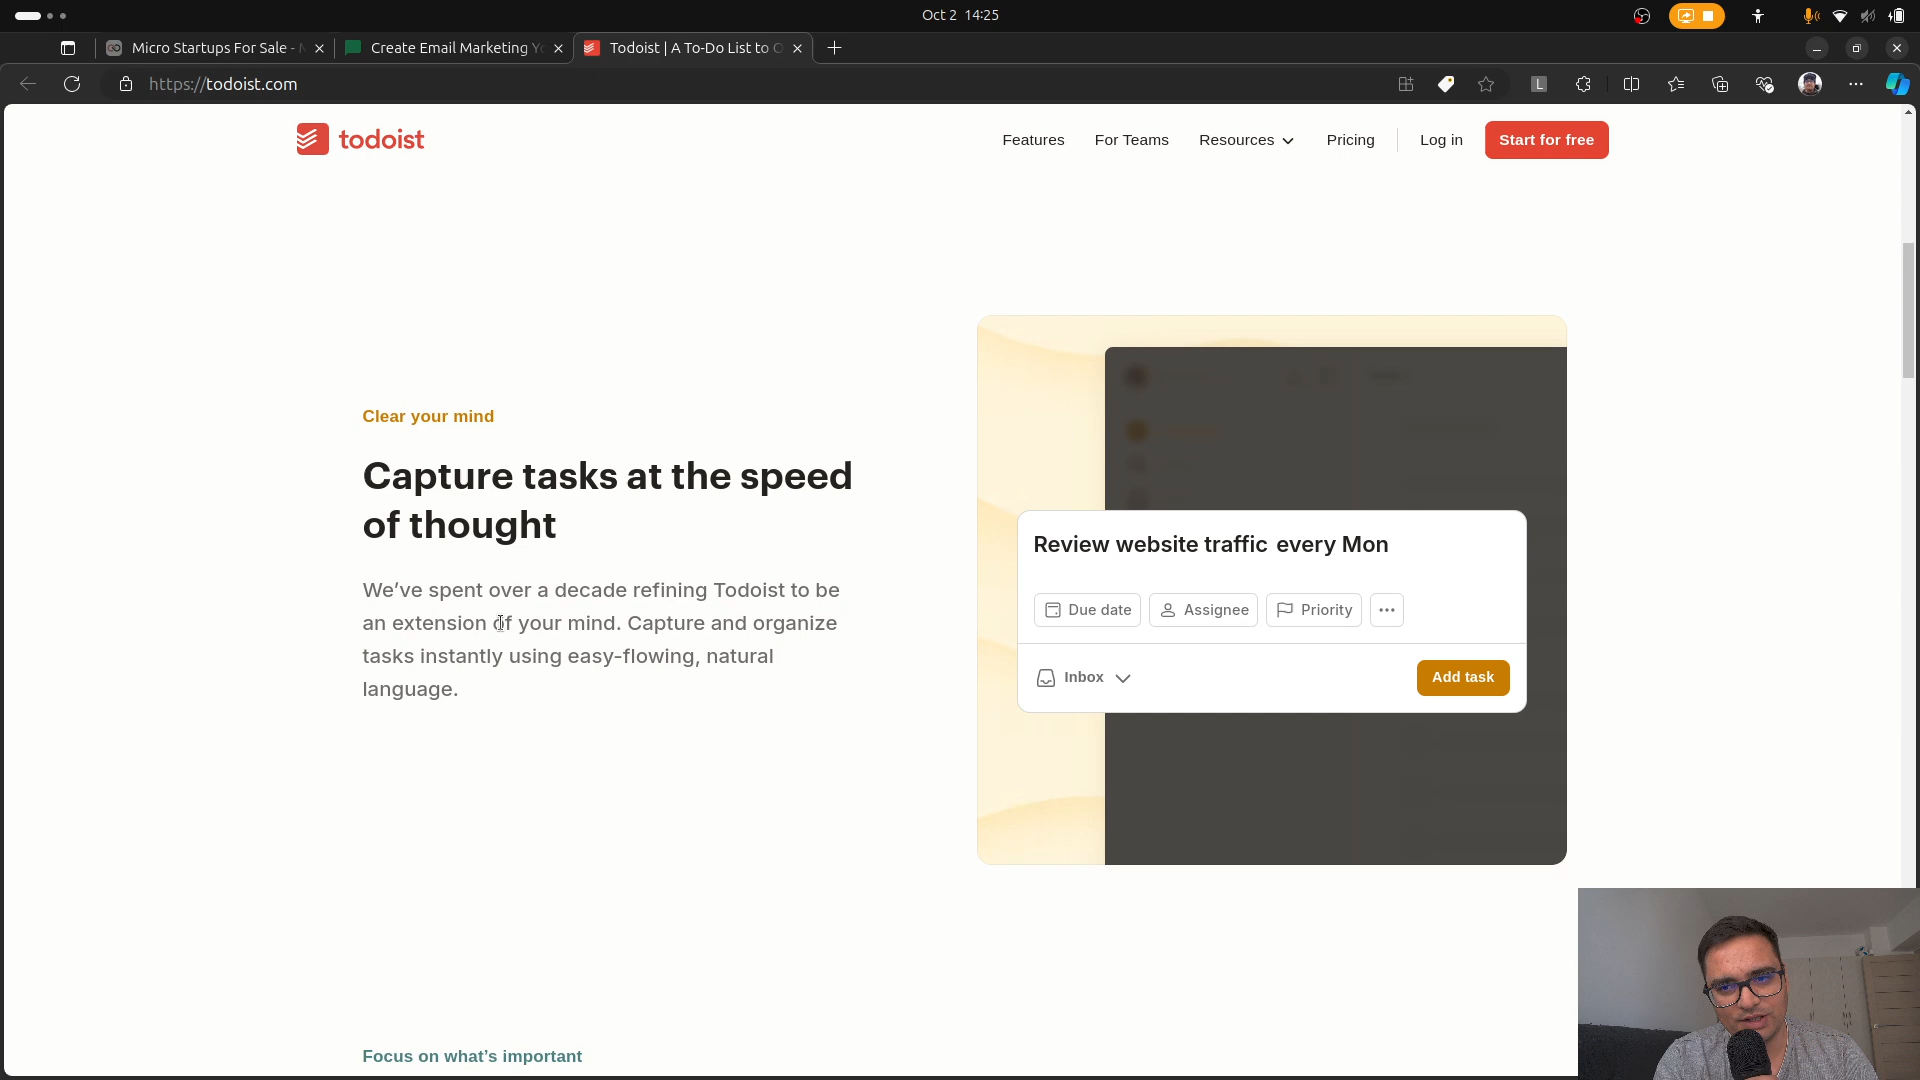 Oct 2 14:25
Micro Startups For Sale -
Create Email Marketing
Todoist | A To-Do List to
https://todoist.com
L
todoist
Features
For Teams
Resources
Pricing
Log in
Start for free
Clear your mind
Capture tasks at the speed
of thought
We’ve spent over a decade refining Todoist to be
an extension of your mind. Capture and organize
tasks instantly using easy-flowing, natural
language.
Review website traffic every Mon
Due date
Assignee
Priority
Inbox
Add task
Focus on what’s important